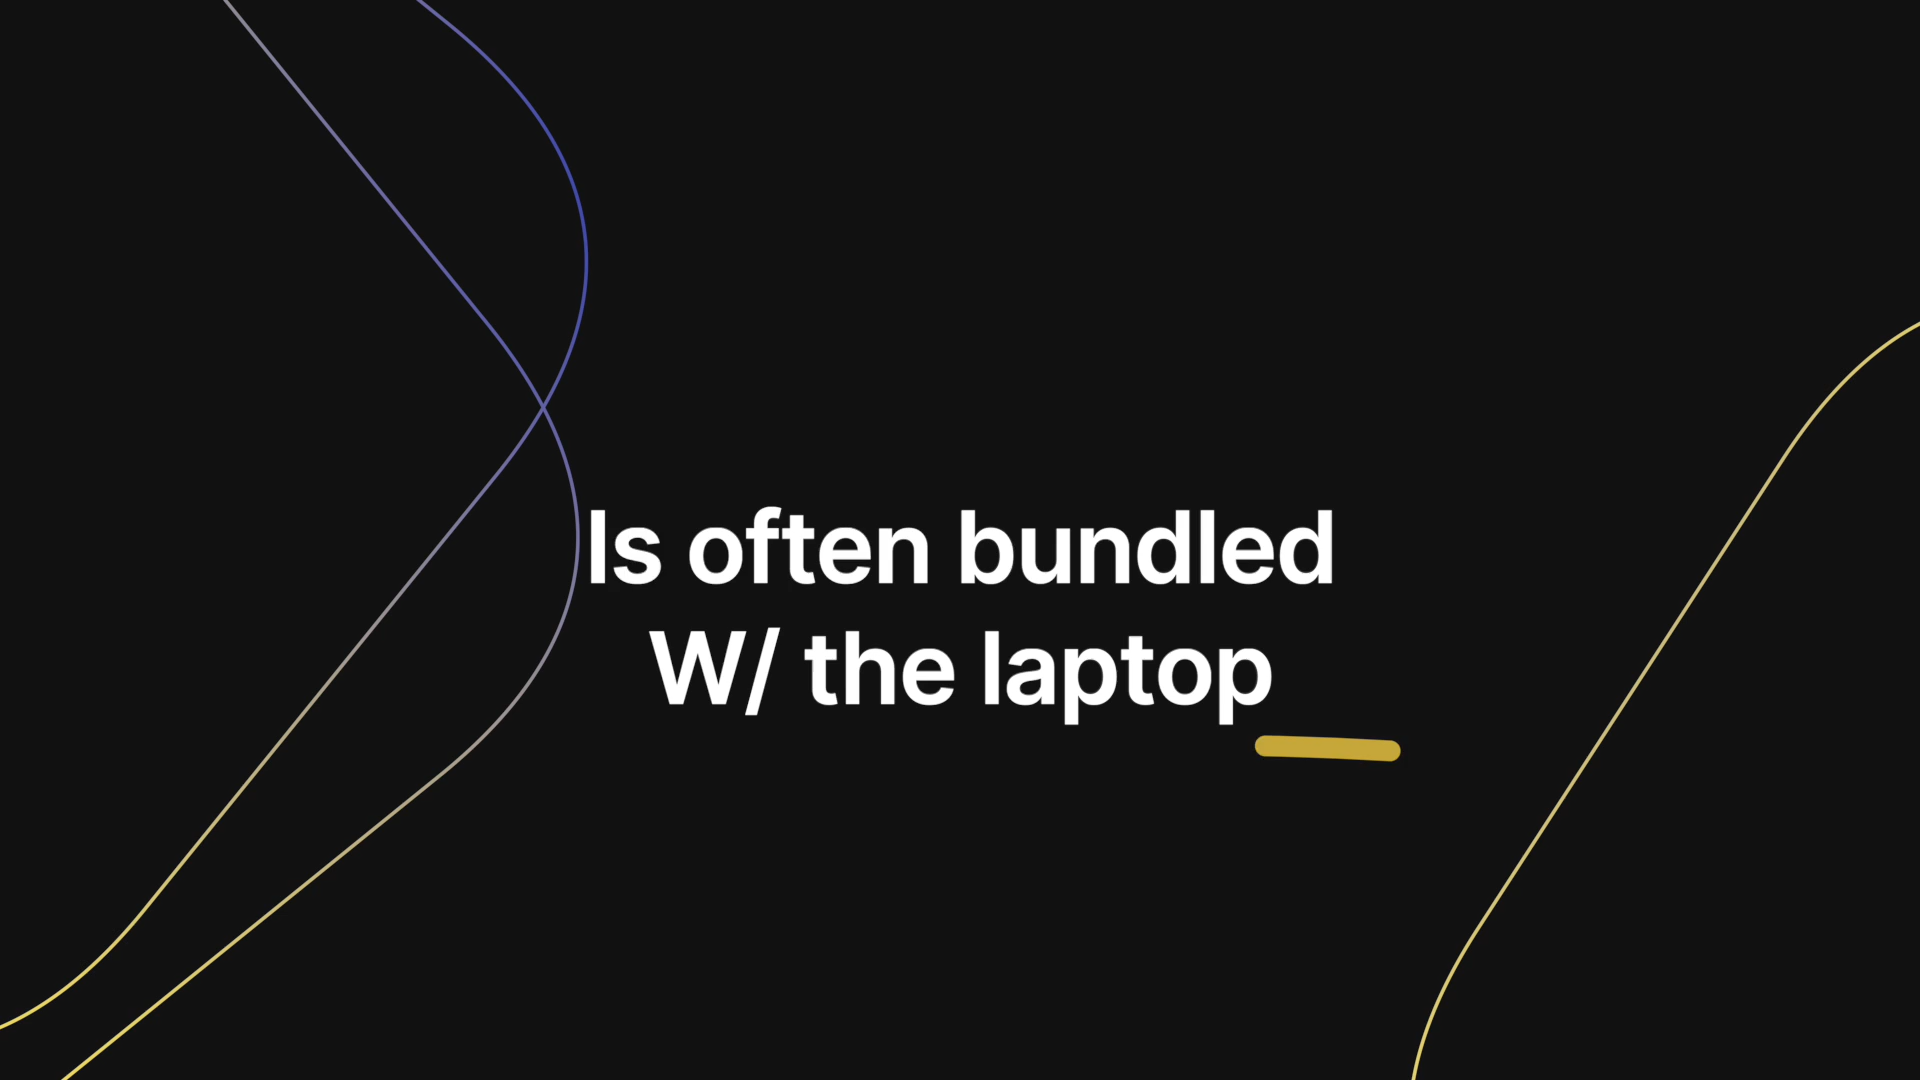 Is often bundled
W/ the laptop